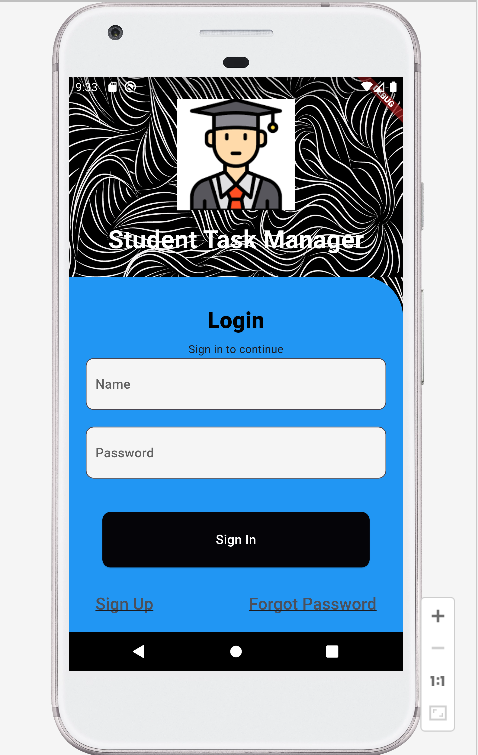 9:33
DEBUG
Student Task Manager
Login
Sign in to continue
Name
Password
Sign In
Sign Up Forgot Password
1:1